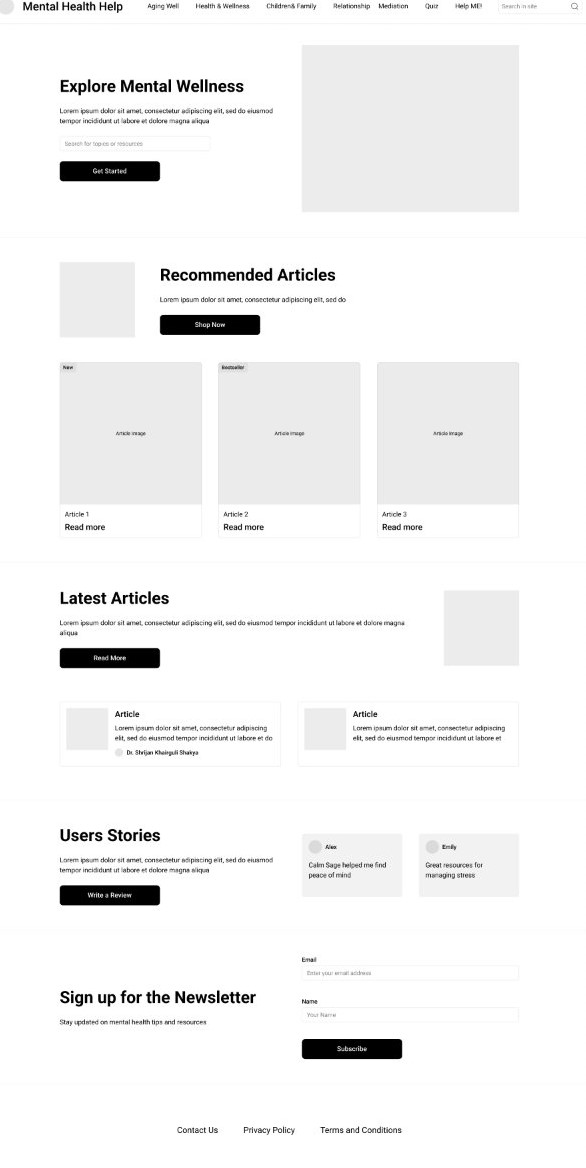 Mental Health Help
Aging Well
Health & Wellness
Children& Family
Relationship
Mediation
Quiz
Help ME!
Search in site
Explore Mental Wellness
Lorem ipsum dolor sit amet, consectetur adipiscing elit, sed do eiusmod
tempor incididunt ut labore et dolore magna aliqua
Search for topics or resources
Get Started
Recommended Articles
Lorem ipsum dolor sit amet, consectetur adipiscing elit, sed do
Shop Now
New
Article Image
Article 1
Read more
Bestseller
Article Image
Article 2
Read more
Article Image
Article 3
Read more
Latest Articles
Lorem ipsum dolor sit amet, consectetur adipiscing elit, sed do eiusmod tempor incididunt ut labore et dolore magna
aliqua
Read More
Article
Lorem ipsum dolor sit amet, consectetur adipiscing
elit, sed do eiusmod tempor incididunt ut labore et do
Dr. Shrijan Khairguli Shakya
Article
Lorem ipsum dolor sit amet, consectetur adipiscing
elit, sed do eiusmod tempor incididunt ut labore et
Users Stories
Lorem ipsum dolor sit amet, consectetur adipiscing elit, sed do eiusmod
tempor incididunt ut labore et dolore magna aliqua
Write a Review
Alex
Calm Sage helped me find
peace of mind
Emily
Great resources for
managing stress
Sign up for the Newsletter
Stay updated on mental health tips and resources
Email
Enter your email address
Name
Your Name
Subscribe
Contact Us
Privacy Policy
Terms and Conditions